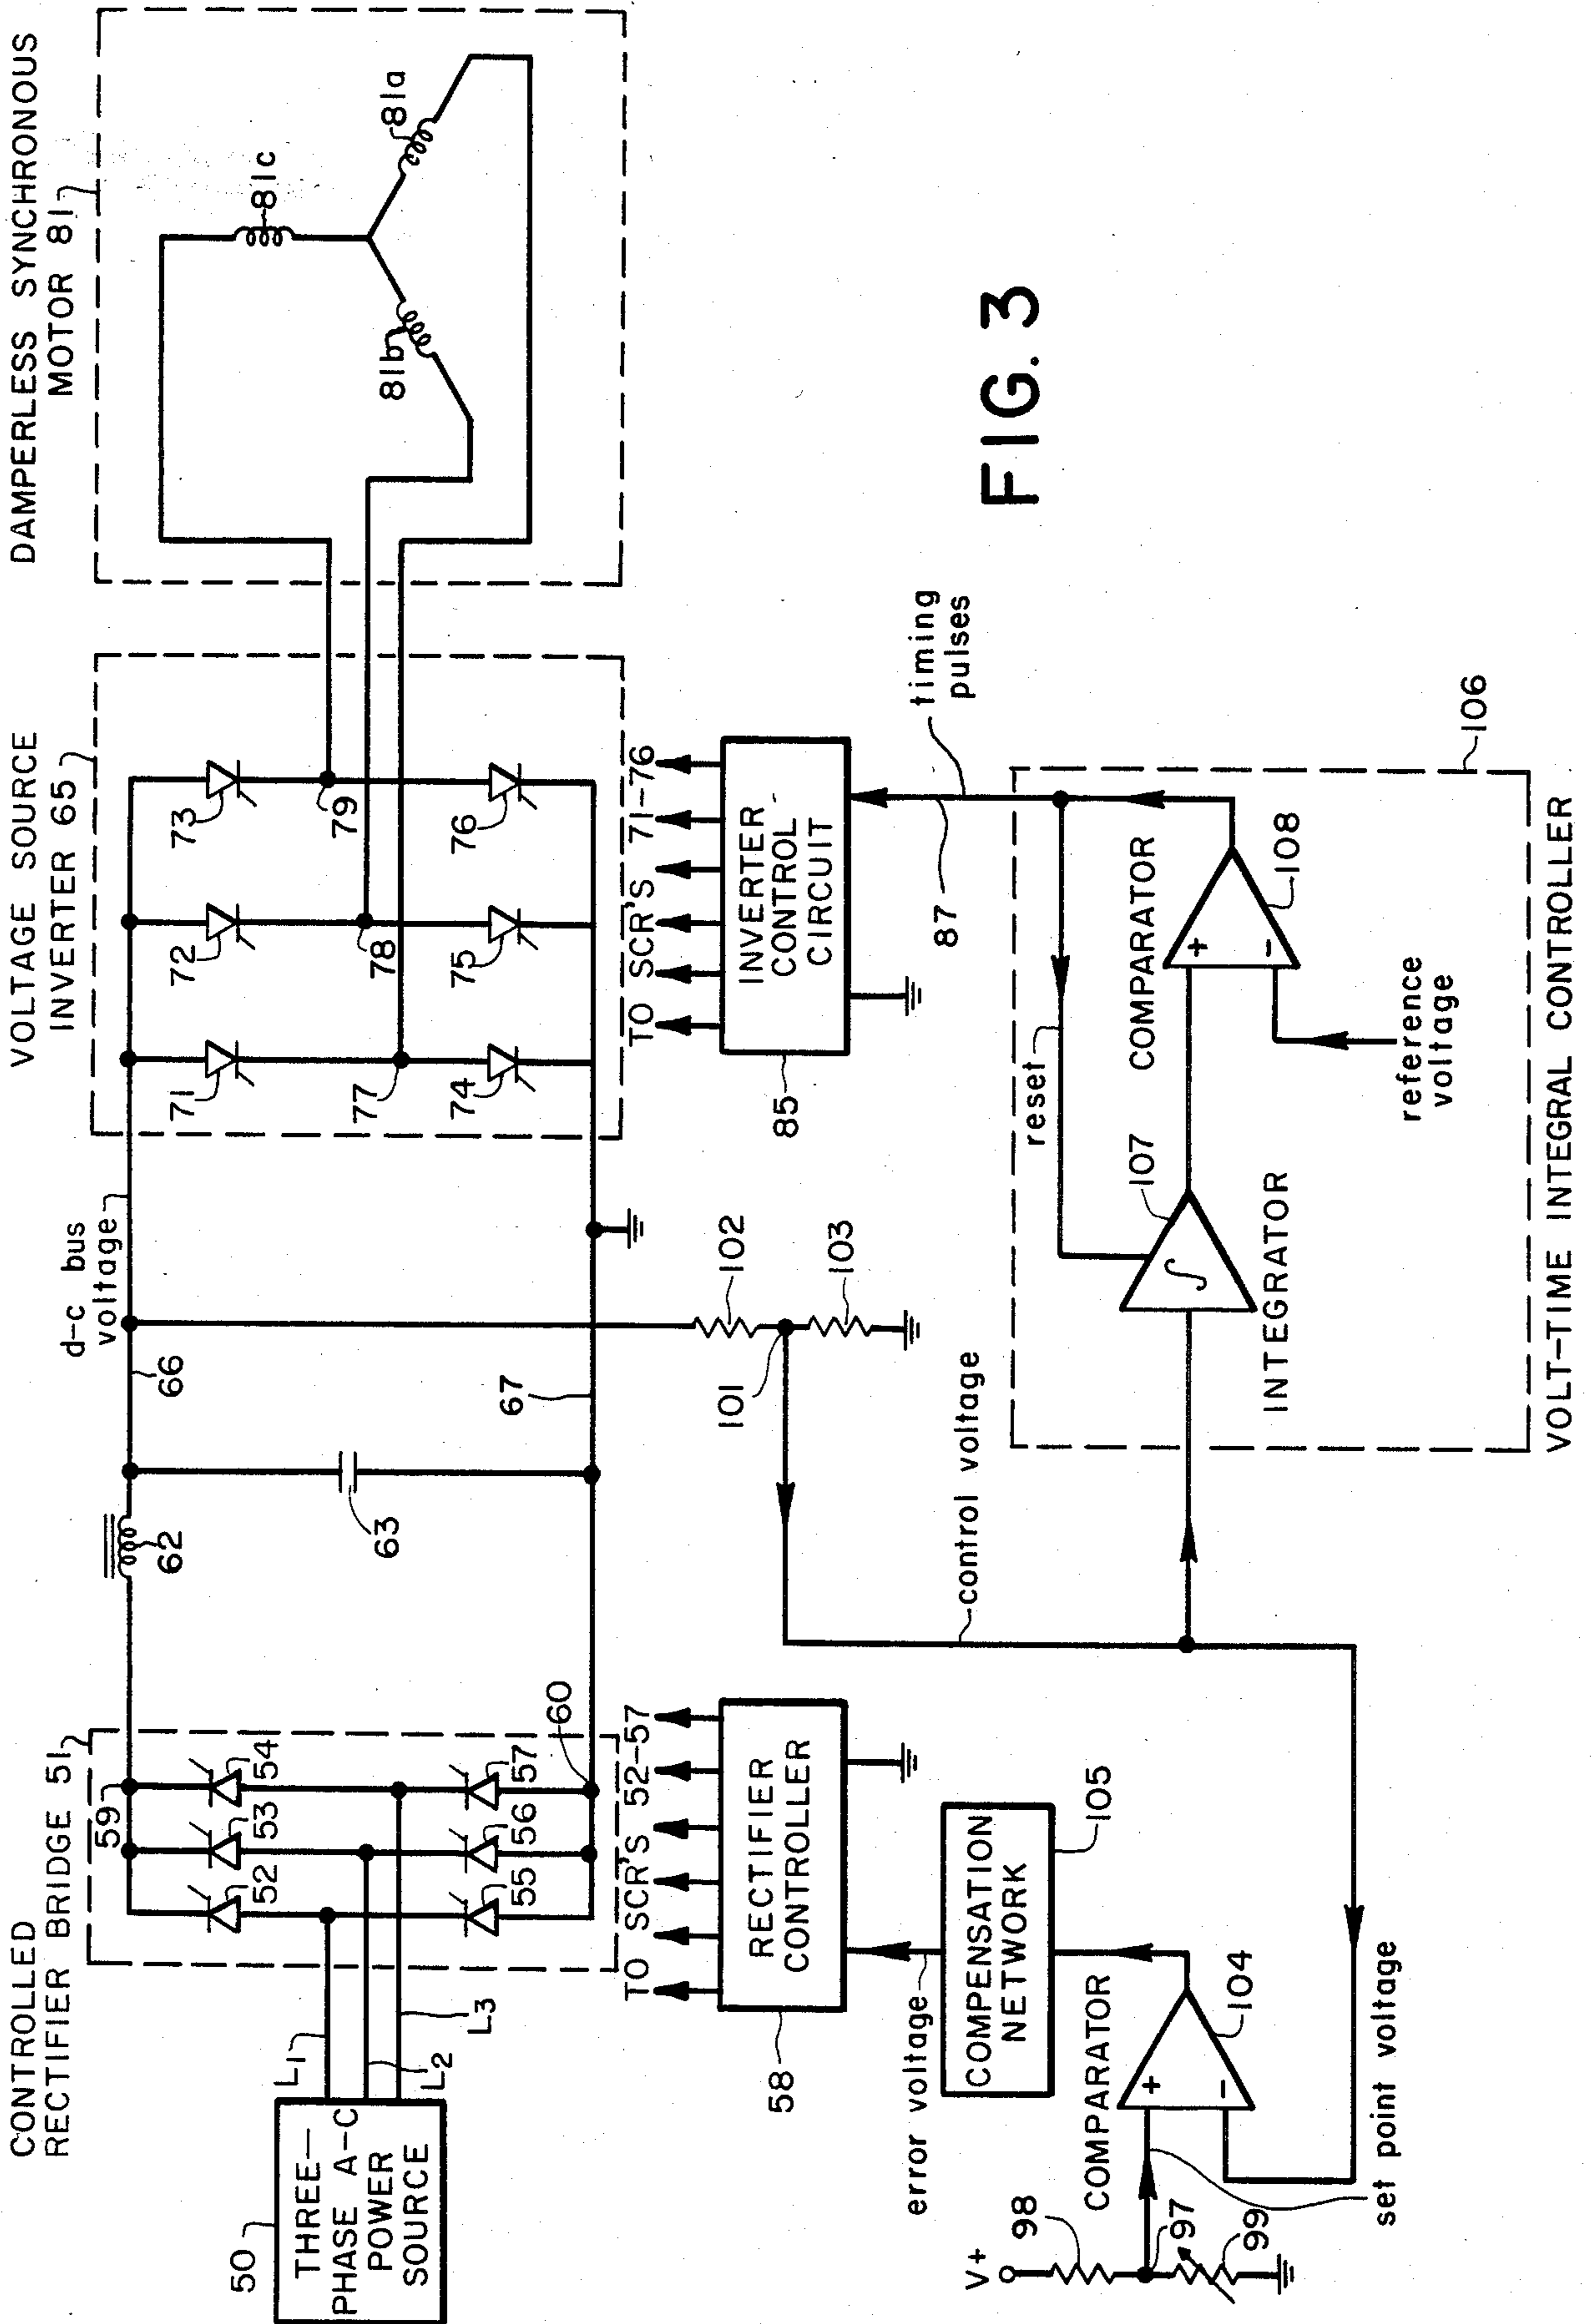 CONTROLLED
RECTIFIER BRIDGE 51
VOLTAGE SOURCE
INVERTER 65
DAMPERLESS SYNCHRONOUS
MOTOR 81
50
THREE—
PHASE A-C
POWER
SOURCE
L1
L2
L3
59
52
53
54
55
56
57
60
62
63
66
67
d-c bus
voltage
71
72
73
74
75
76
77
78
79
81a
81b
81c
TO SCR'S 52-57
RECTIFIER
CONTROLLER
58
TO SCR'S 71-76
INVERTER
CONTROL
CIRCUIT
85
101
102
103
control voltage
error voltage
COMPENSATION
NETWORK
105
timing
pulses
87
FIG. 3
V+
98
97
99
COMPARATOR
+
-
104
set point voltage
reset
107
∫
INTEGRATOR
COMPARATOR
+
-
108
reference
voltage
106
VOLT-TIME INTEGRAL CONTROLLER